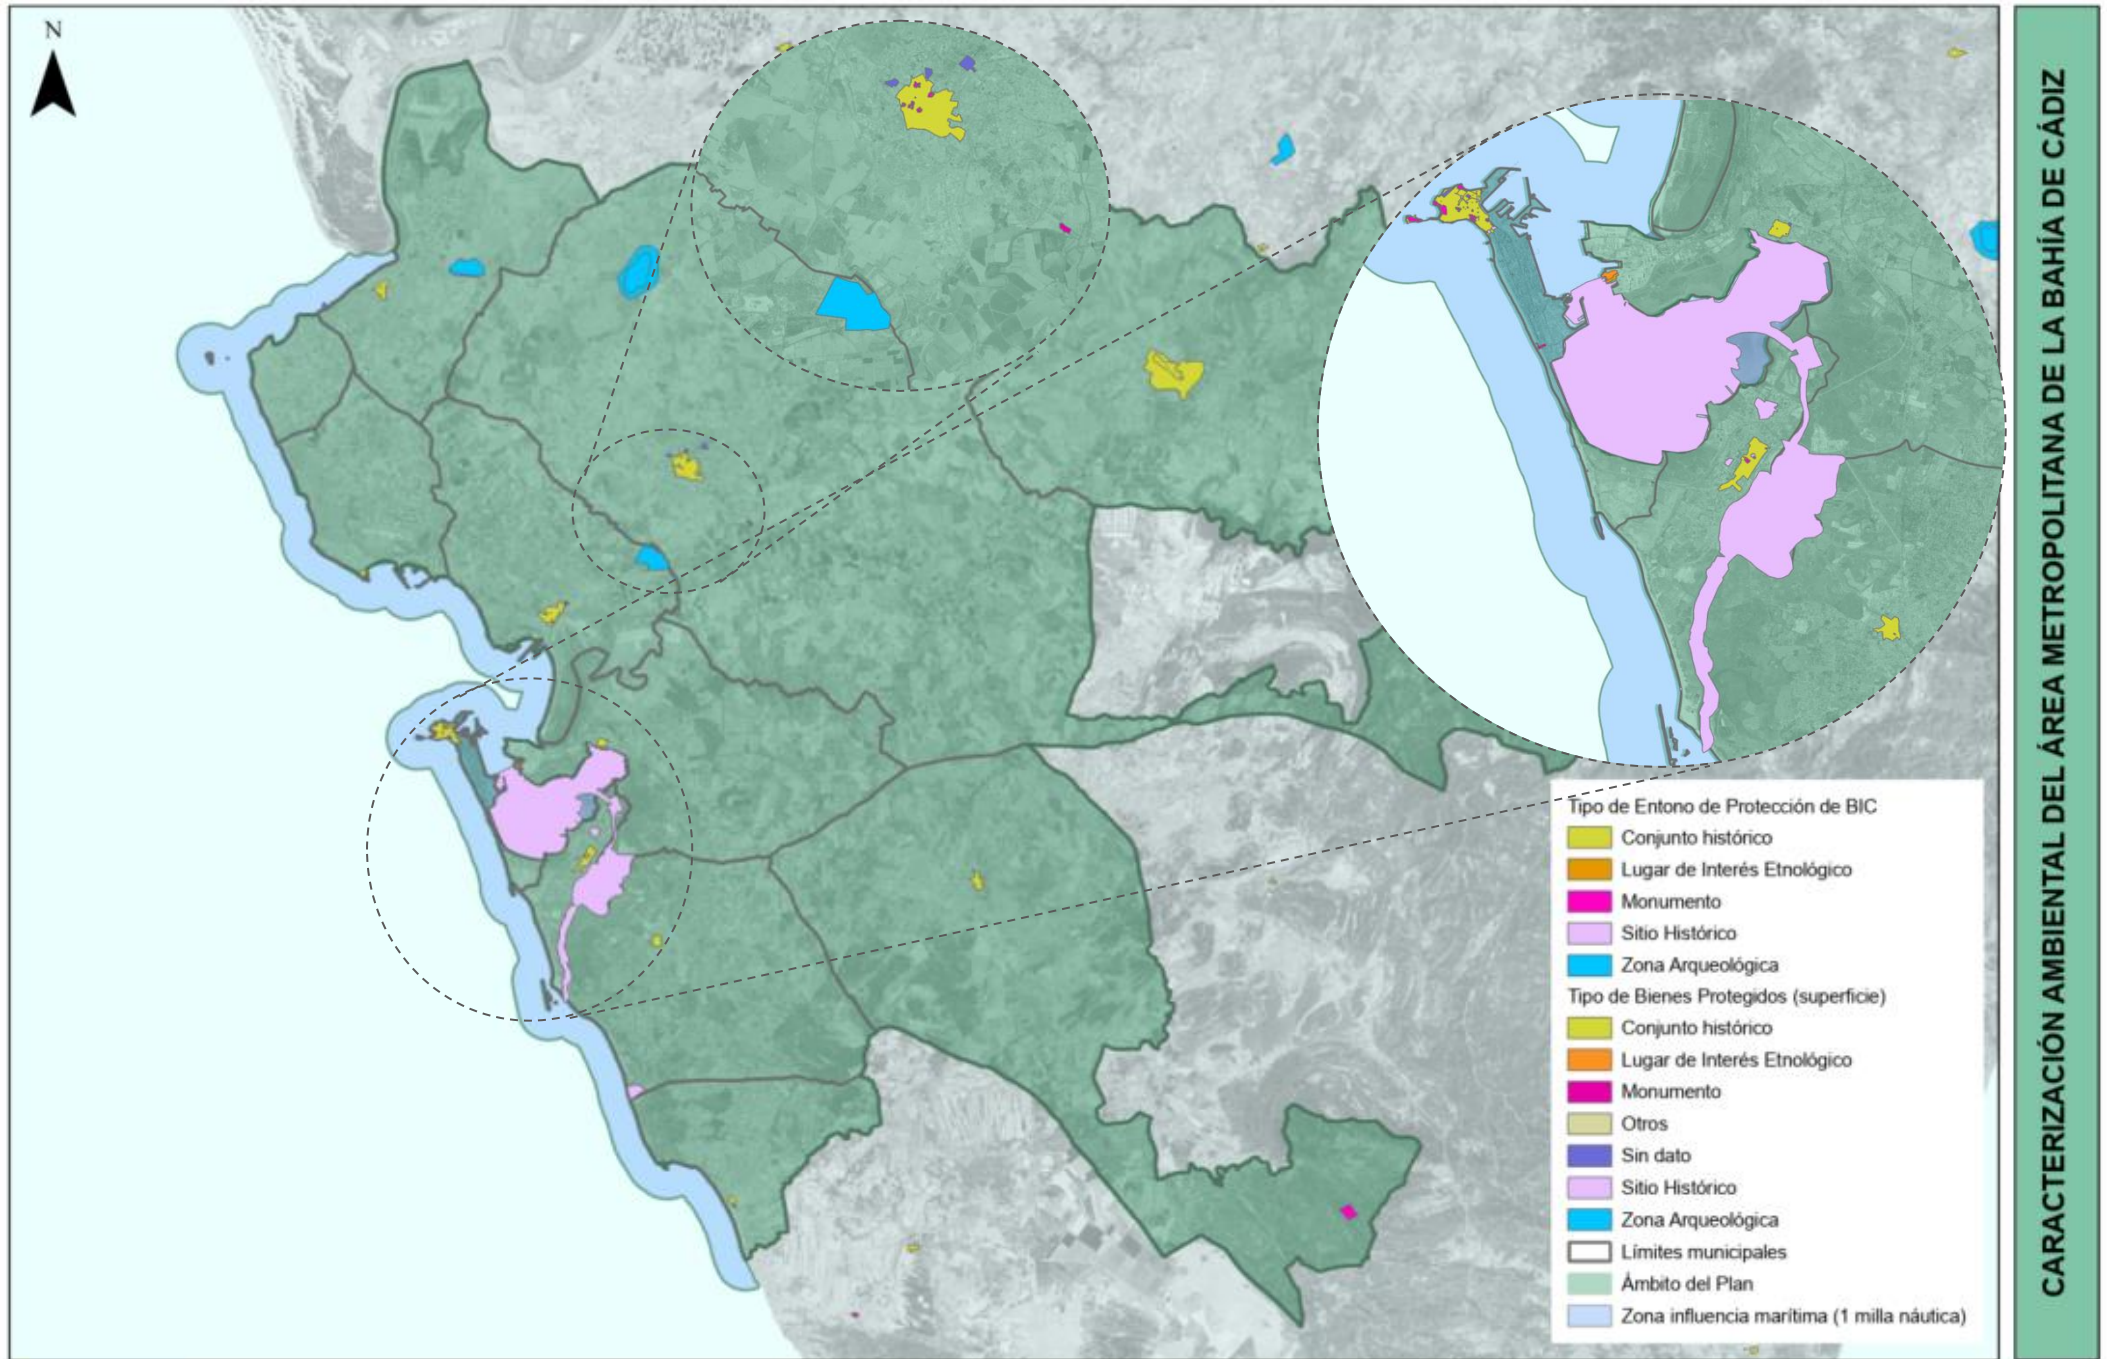 N
CARACTERIZACIÓN AMBIENTAL DEL ÁREA METROPOLITANA DE LA BAHÍA DE CÁDIZ
Tipo de Entono de Protección de BIC
Conjunto histórico
Lugar de Interés Etnológico
Monumento
Sitio Histórico
Zona Arqueológica
Tipo de Bienes Protegidos (superficie)
Conjunto histórico
Lugar de Interés Etnológico
Monumento
Otros
Sin dato
Sitio Histórico
Zona Arqueológica
Límites municipales
Ámbito del Plan
Zona influencia marítima (1 milla náutica)